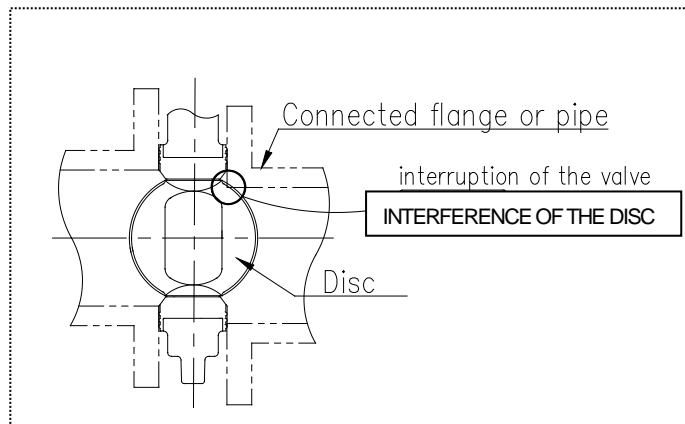 Connected flange or pipe
interruption of the valve
INTERFERENCE OF THE DISC
Disc